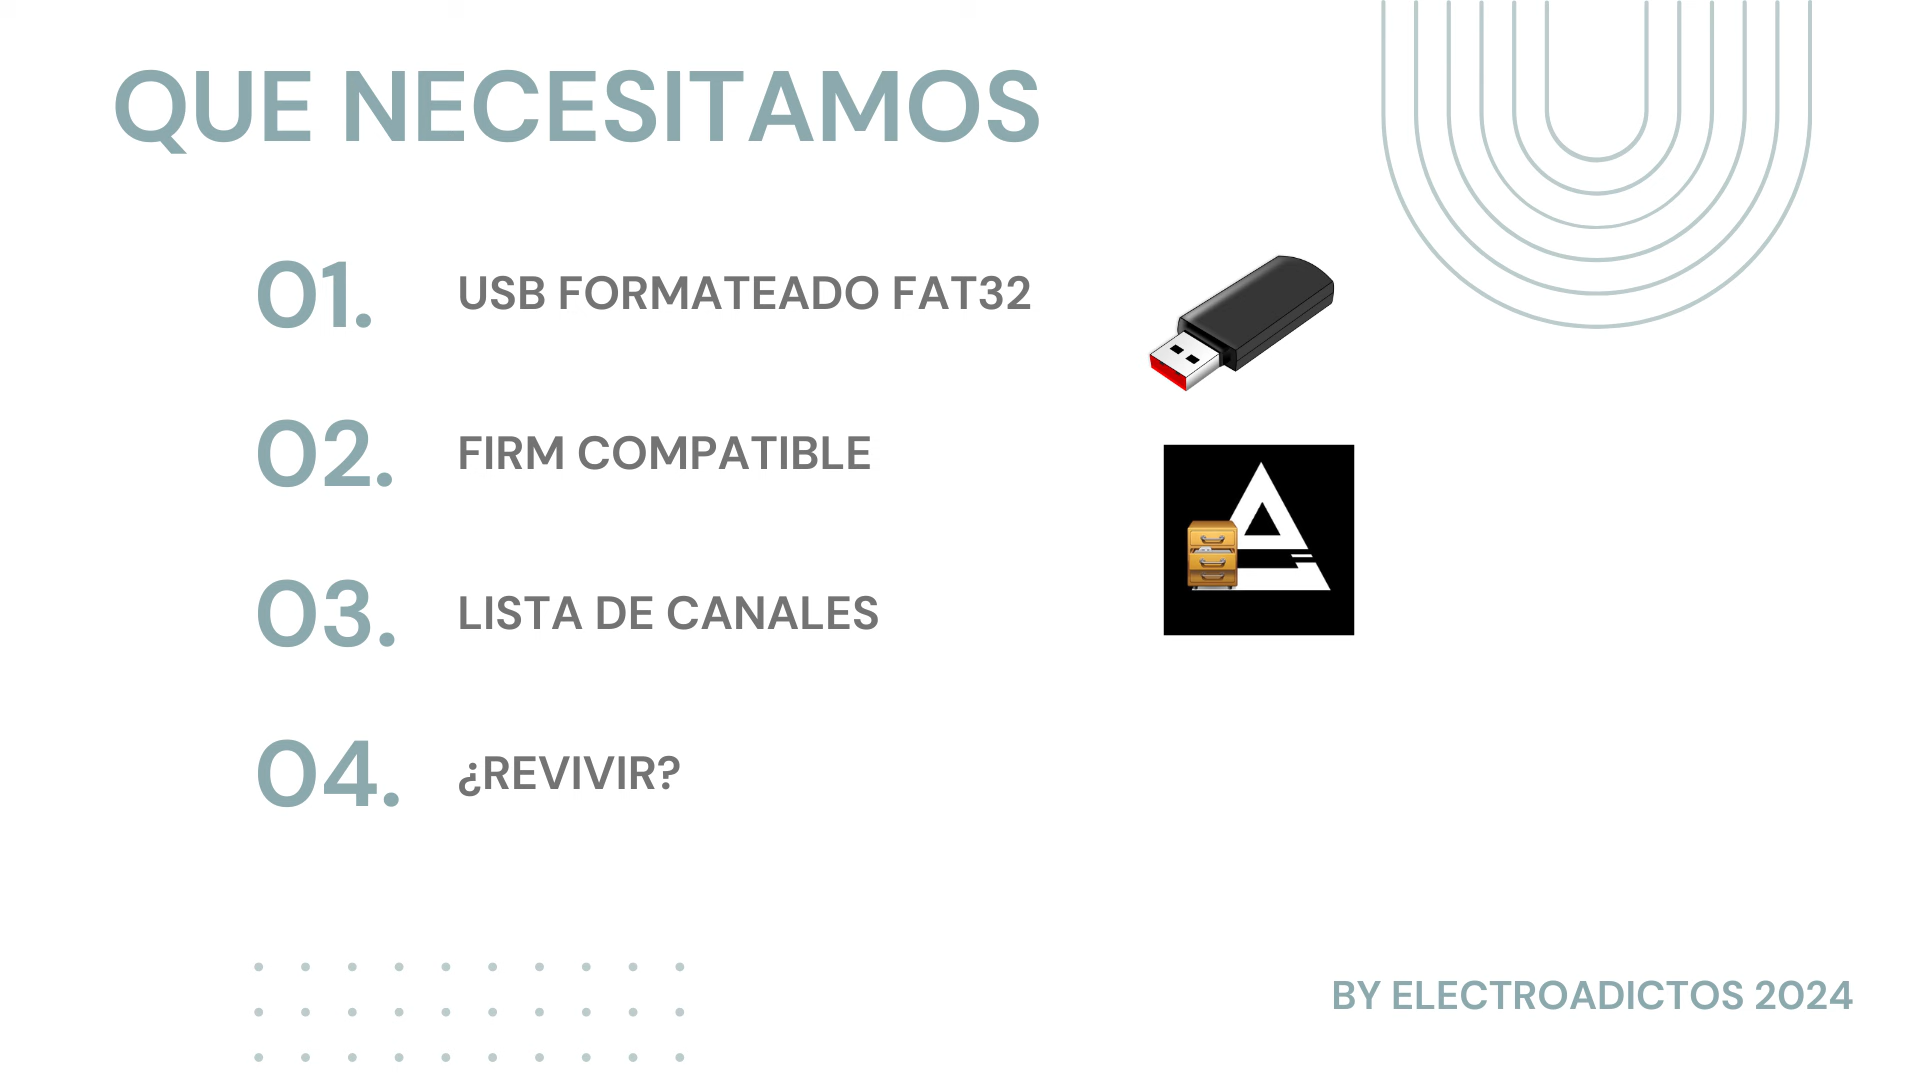 QUE NECESITAMOS
01. USB FORMATEADO FAT32
02. FIRM COMPATIBLE
03. LISTA DE CANALES
04. ¿REVIVIR?
BY ELECTROADICTOS 2024